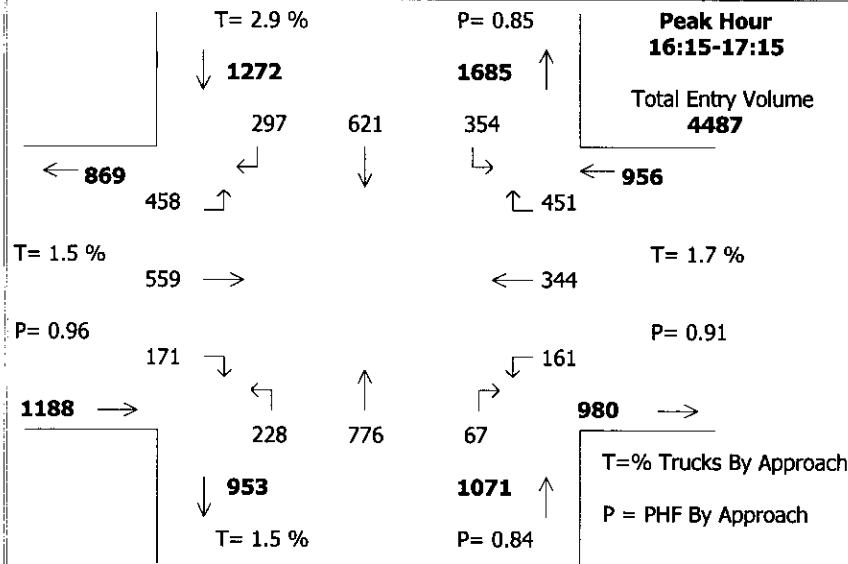 T= 2.9 %
P= 0.85
Peak Hour
16:15-17:15
1272
1685
Total Entry Volume
4487
297 621 354
869
956
458
451
T= 1.5 %
T= 1.7 %
559
344
P= 0.96
P= 0.91
171
161
1188
980
228 776 67
T=% Trucks By Approach
953
1071
P = PHF By Approach
T= 1.5 %
P= 0.84